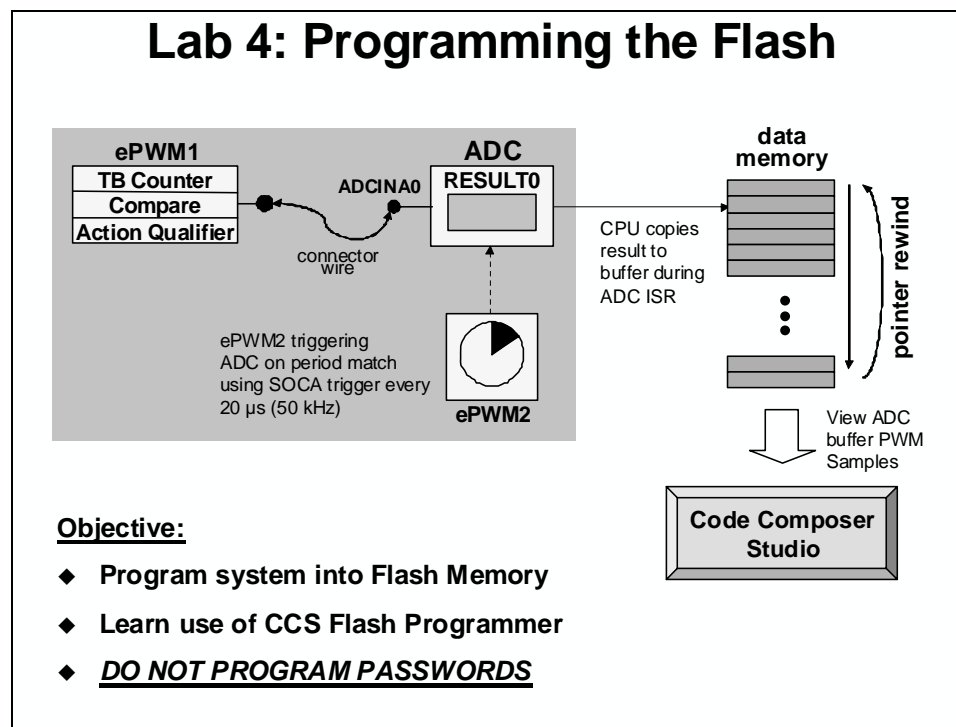 Lab 4: Programming the Flash
ePWM1
TB Counter
Compare
Action Qualifier
connector
wire
ADCINA0
ADC
RESULT0
ePWM2 triggering
ADC on period match
using SOCA trigger every
20 µs (50 kHz)
ePWM2
CPU copies
result to
buffer during
ADC ISR
data
memory
pointer rewind
View ADC
buffer PWM
Samples
Code Composer
Studio
Objective:
◆ Program system into Flash Memory
◆ Learn use of CCS Flash Programmer
◆ DO NOT PROGRAM PASSWORDS